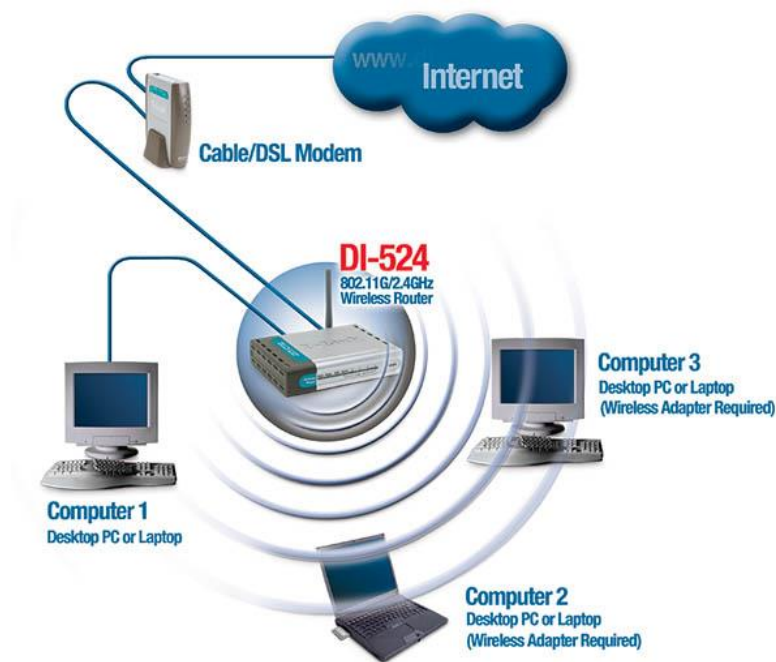 www.
Internet
Cable/DSL Modem
DI-524
802.11G/2.4GHz
Wireless Router
Computer 3
Desktop PC or Laptop
(Wireless Adapter Required)
Computer 1
Desktop PC or Laptop
Computer 2
Desktop PC or Laptop
(Wireless Adapter Required)